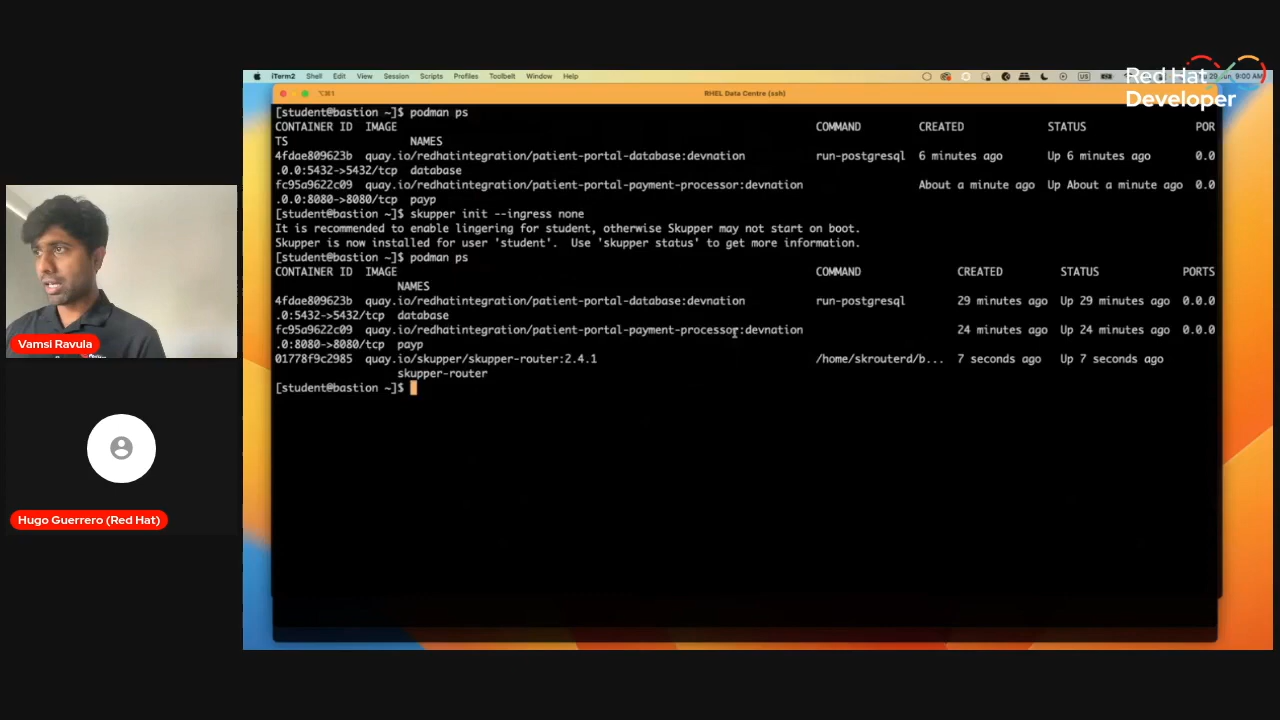 iTerm2 Shell Edit View Session Scripts Profiles Toolbelt Window Help
Red Hat
Developer
9:00 AM
⌥⌘1
RHEL Data Centre (ssh)
[student@bastion ~]$ podman ps
CONTAINER ID IMAGE COMMAND CREATED STATUS POR
TS NAMES
4fdae809623b quay.io/redhatintegration/patient-portal-database:devnation run-postgresql 6 minutes ago Up 6 minutes ago 0.0
.0.0:5432->5432/tcp database
fc95a9622c09 quay.io/redhatintegration/patient-portal-payment-processor:devnation About a minute ago Up About a minute ago 0.0
.0.0:8080->8080/tcp payp
[student@bastion ~]$ skupper init --ingress none
It is recommended to enable lingering for student, otherwise Skupper may not start on boot.
Skupper is now installed for user 'student'. Use 'skupper status' to get more information.
[student@bastion ~]$ podman ps
CONTAINER ID IMAGE COMMAND CREATED STATUS PORTS
NAMES
4fdae809623b quay.io/redhatintegration/patient-portal-database:devnation run-postgresql 29 minutes ago Up 29 minutes ago 0.0.0
.0:5432->5432/tcp database
fc95a9622c09 quay.io/redhatintegration/patient-portal-payment-processor:devnation 24 minutes ago Up 24 minutes ago 0.0.0
.0:8080->8080/tcp payp
01778f9c2985 quay.io/skupper/skupper-router:2.4.1 /home/skrouterd/b... 7 seconds ago Up 7 seconds ago
skupper-router
[student@bastion ~]$
Vamsi Ravula
Hugo Guerrero (Red Hat)